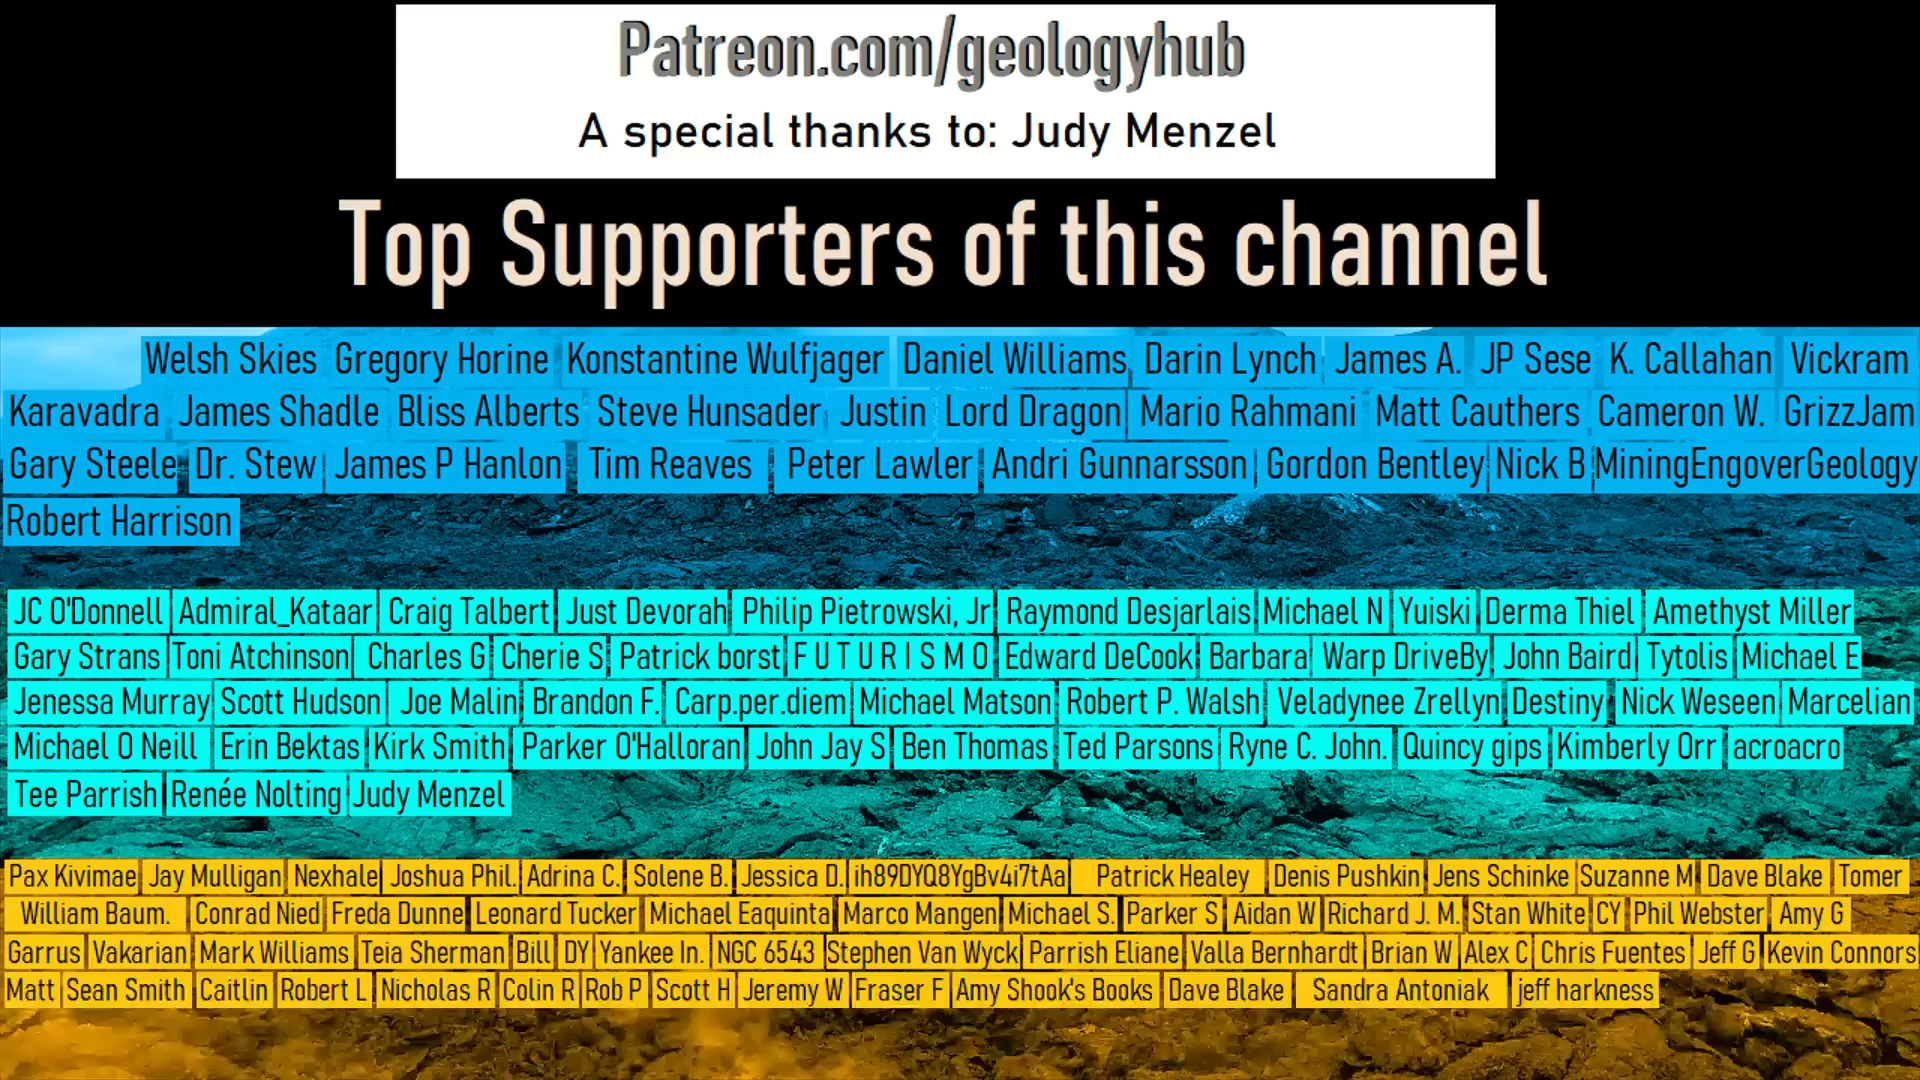 Patreon.com/geologyhub
A special thanks to: Judy Menzel
Top Supporters of this channel
Welsh Skies Gregory Horine Konstantine Wulfjager Daniel Williams Darin Lynch James A. JP Sese K. Callahan Vickram
Karavadra James Shadle Bliss Alberts Steve Hunsader Justin Lord Dragon Mario Rahmani Matt Cauthers Cameron W. GrizzJam
Gary Steele Dr. Stew James P Hanlon Tim Reaves Peter Lawler Andri Gunnarsson Gordon Bentley Nick B MiningEngoverGeology
Robert Harrison
JC O'Donnell Admiral_Kataar Craig Talbert Just Devorah Philip Pietrowski, Jr Raymond Desjarlais Michael N Yuiski Derma Thiel Amethyst Miller
Gary Strans Toni Atchinson Charles G Cherie S Patrick borst F U T U R I S M O Edward DeCook Barbara Warp DriveBy John Baird Tytolis Michael E
Jenessa Murray Scott Hudson Joe Malin Brandon F. Carp.per.diem Michael Matson Robert P. Walsh Veladynee Zrellyn Destiny Nick Weseen Marcelian
Michael O Neill Erin Bektas Kirk Smith Parker O'Halloran John Jay S Ben Thomas Ted Parsons Ryne C. John. Quincy gips Kimberly Orr acroacro
Tee Parrish Renée Nolting Judy Menzel
Pax Kivimae Jay Mulligan Nexhale Joshua Phil. Adrina C. Solene B. Jessica D. ih89DYQ8YgBv4i7tAa Patrick Healey Denis Pushkin Jens Schinke Suzanne M Dave Blake Tomer
William Baum. Conrad Nied Freda Dunne Leonard Tucker Michael Eaquinta Marco Mangen Michael S. Parker S Aidan W Richard J. M. Stan White CY Phil Webster Amy G
Garrus Vakarian Mark Williams Teia Sherman Bill DY Yankee In. NGC 6543 Stephen Van Wyck Parrish Eliane Valla Bernhardt Brian W Alex C Chris Fuentes Jeff G Kevin Connors
Matt Sean Smith Caitlin Robert L Nicholas R Colin R Rob P Scott H Jeremy W Fraser F Amy Shook's Books Dave Blake Sandra Antoniak jeff harkness